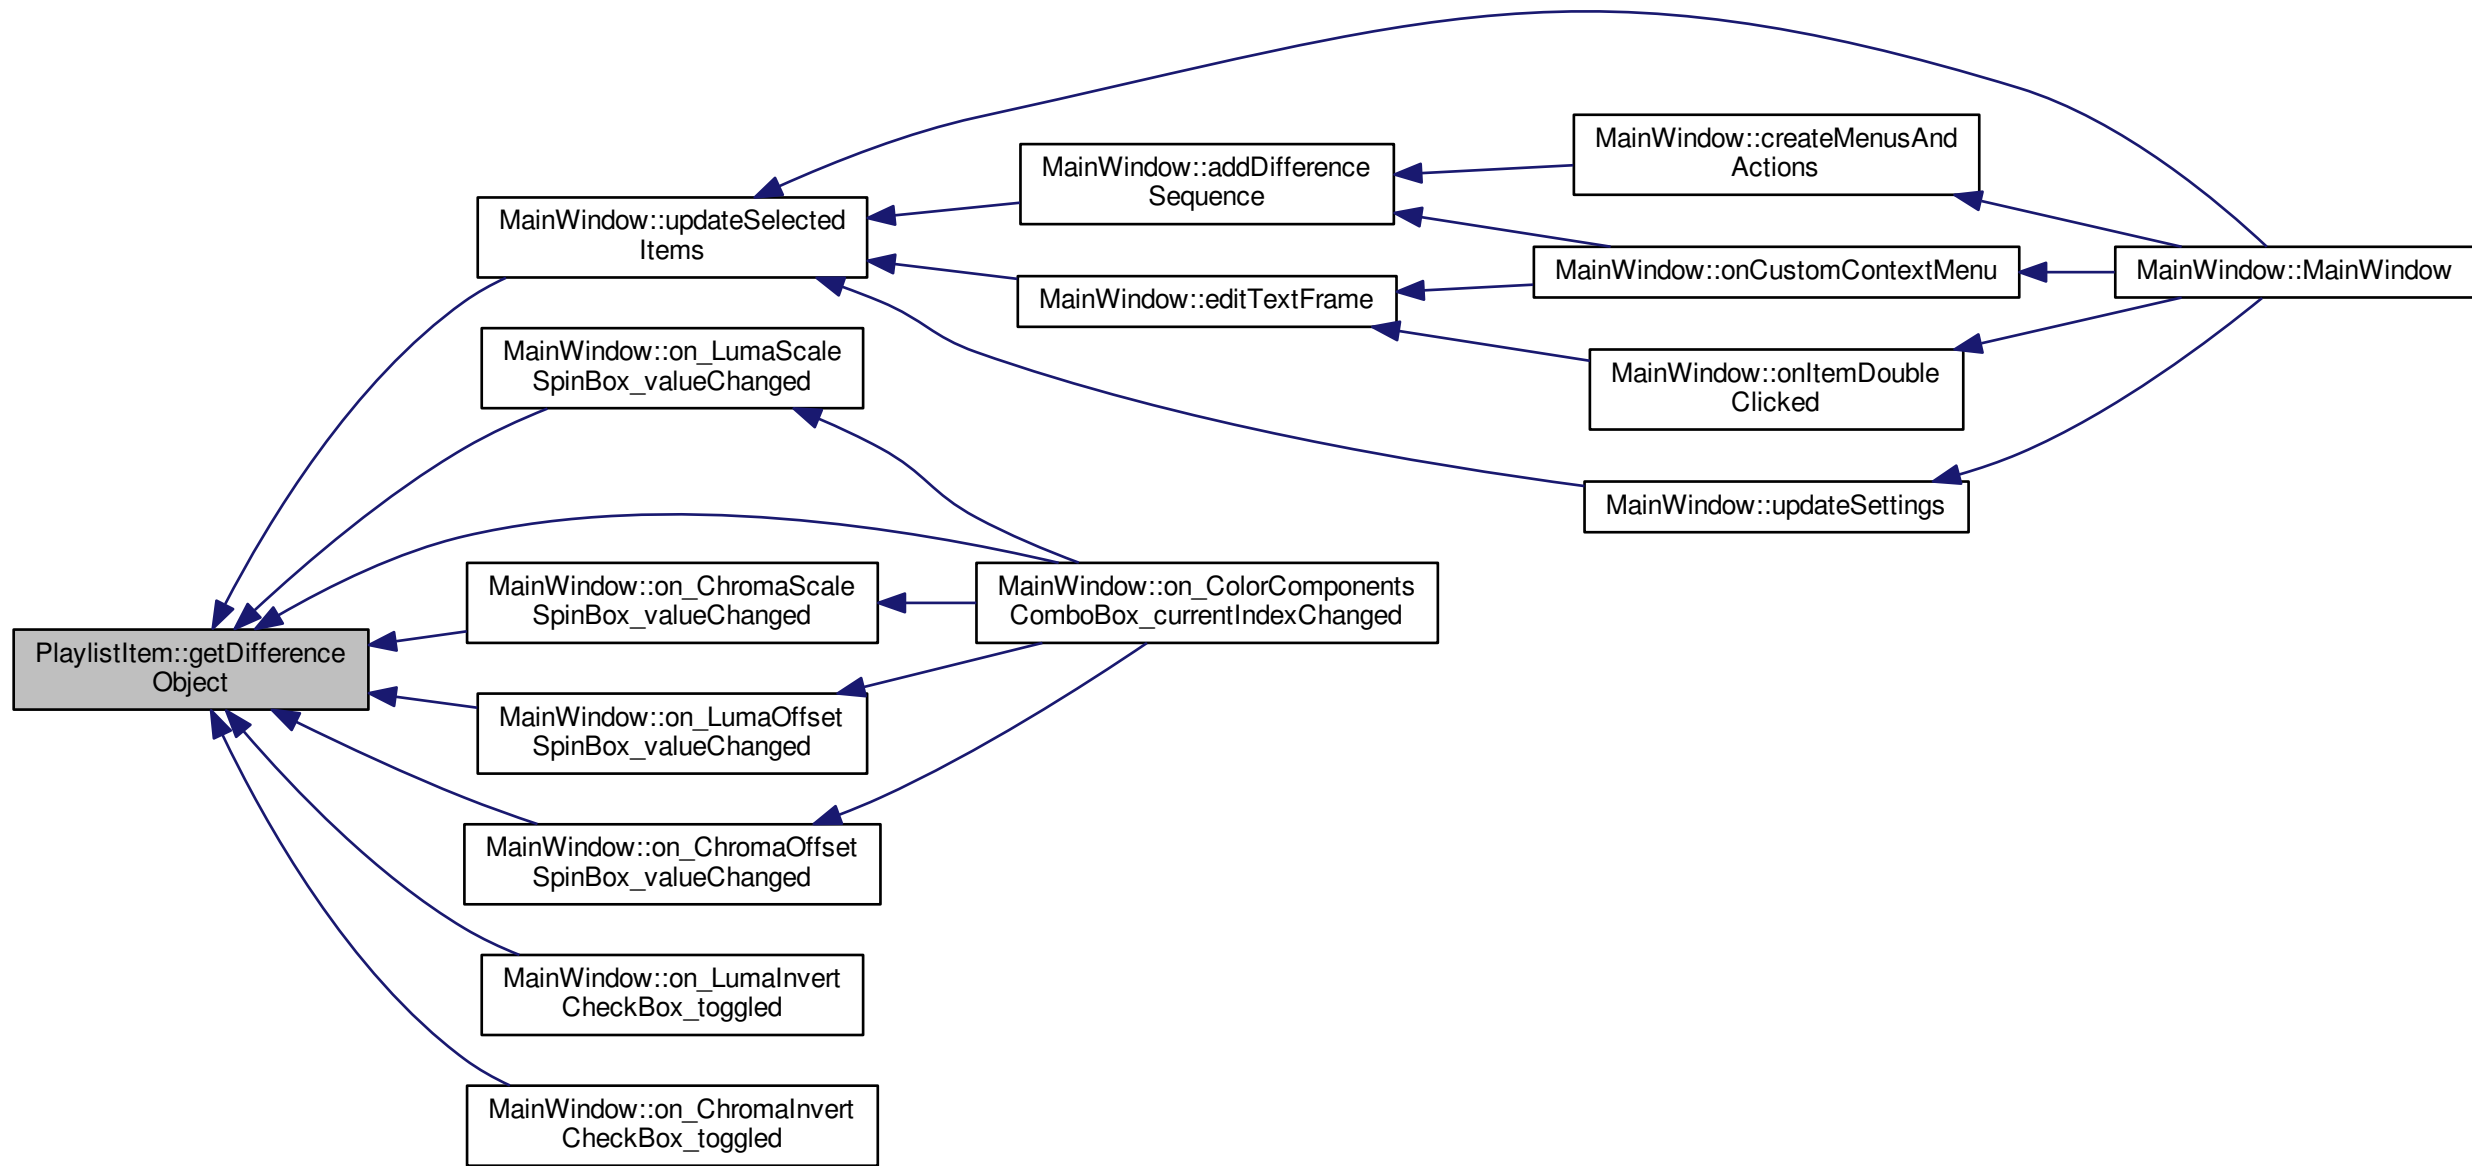 PlaylistItem::getDifference
Object
MainWindow::updateSelected
Items
MainWindow::on_LumaScale
SpinBox_valueChanged
MainWindow::on_ChromaScale
SpinBox_valueChanged
MainWindow::on_LumaOffset
SpinBox_valueChanged
MainWindow::on_ChromaOffset
SpinBox_valueChanged
MainWindow::on_LumaInvert
CheckBox_toggled
MainWindow::on_ChromaInvert
CheckBox_toggled
MainWindow::addDifference
Sequence
MainWindow::editTextFrame
MainWindow::on_ColorComponents
ComboBox_currentIndexChanged
MainWindow::createMenusAnd
Actions
MainWindow::onCustomContextMenu
MainWindow::onItemDouble
Clicked
MainWindow::updateSettings
MainWindow::MainWindow